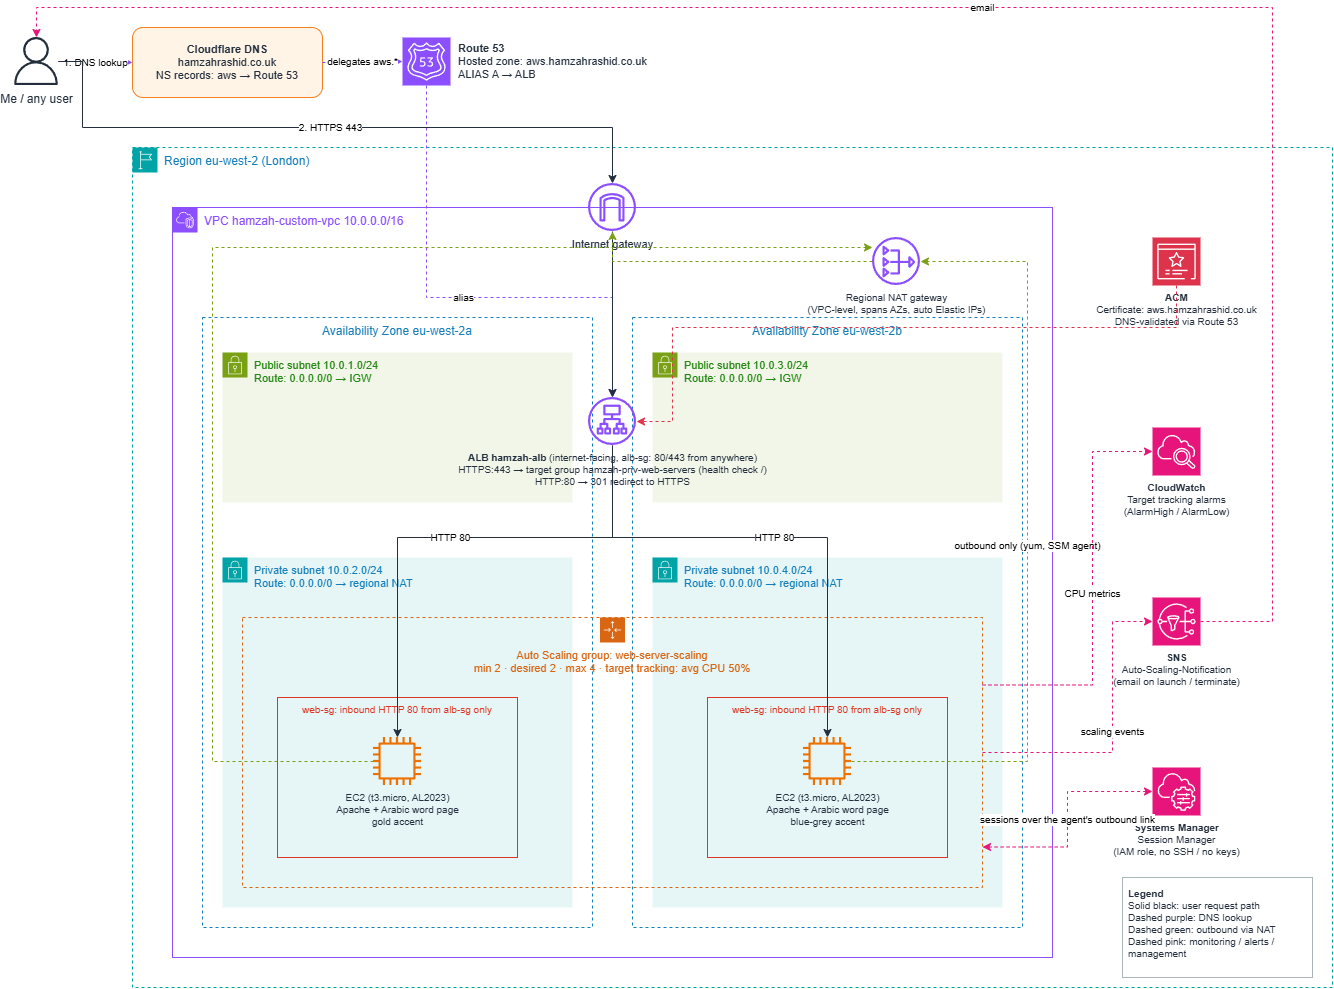 email
Cloudflare DNS
hamzahrashid.co.uk
NS records: aws → Route 53
1. DNS lookup
delegates aws.*
53
Route 53
Hosted zone: aws.hamzahrashid.co.uk
ALIAS A → ALB
Me / any user
2. HTTPS 443
Region eu-west-2 (London)
VPC hamzah-custom-vpc 10.0.0.0/16
Internet gateway
Regional NAT gateway
(VPC-level, spans AZs, auto Elastic IPs)
alias
ACM
Certificate: aws.hamzahrashid.co.uk
DNS-validated via Route 53
Availability Zone eu-west-2a
Availability Zone eu-west-2b
Public subnet 10.0.1.0/24
Route: 0.0.0.0/0 → IGW
Public subnet 10.0.3.0/24
Route: 0.0.0.0/0 → IGW
ALB hamzah-alb (internet-facing, alb-sg: 80/443 from anywhere)
HTTPS:443 → target group hamzah-priv-web-servers (health check /)
HTTP:80 → 301 redirect to HTTPS
CloudWatch
Target tracking alarms
(AlarmHigh / AlarmLow)
HTTP 80
HTTP 80
outbound only (yum, SSM agent)
Private subnet 10.0.2.0/24
Route: 0.0.0.0/0 → regional NAT
Private subnet 10.0.4.0/24
Route: 0.0.0.0/0 → regional NAT
CPU metrics
Auto Scaling group: web-server-scaling
min 2 · desired 2 · max 4 · target tracking: avg CPU 50%
SNS
Auto-Scaling-Notification
(email on launch / terminate)
web-sg: inbound HTTP 80 from alb-sg only
web-sg: inbound HTTP 80 from alb-sg only
scaling events
EC2 (t3.micro, AL2023)
Apache + Arabic word page
gold accent
EC2 (t3.micro, AL2023)
Apache + Arabic word page
blue-grey accent
sessions over the agent's outbound link
Systems Manager
Session Manager
(IAM role, no SSH / no keys)
Legend
Solid black: user request path
Dashed purple: DNS lookup
Dashed green: outbound via NAT
Dashed pink: monitoring / alerts /
management